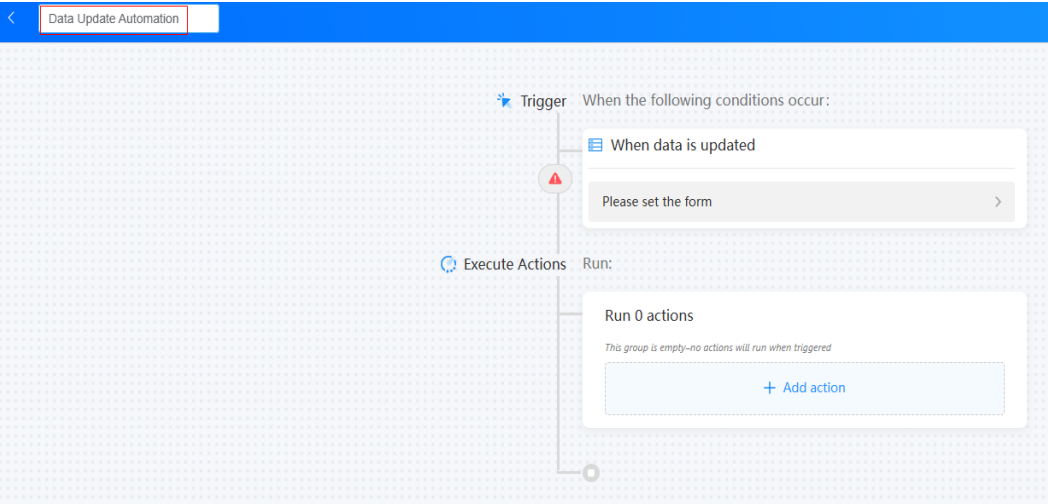 Data Update Automation
Trigger When the following conditions occur:
When data is updated
Please set the form
Execute Actions Run:
Run 0 actions
This group is empty–no actions will run when triggered
+ Add action